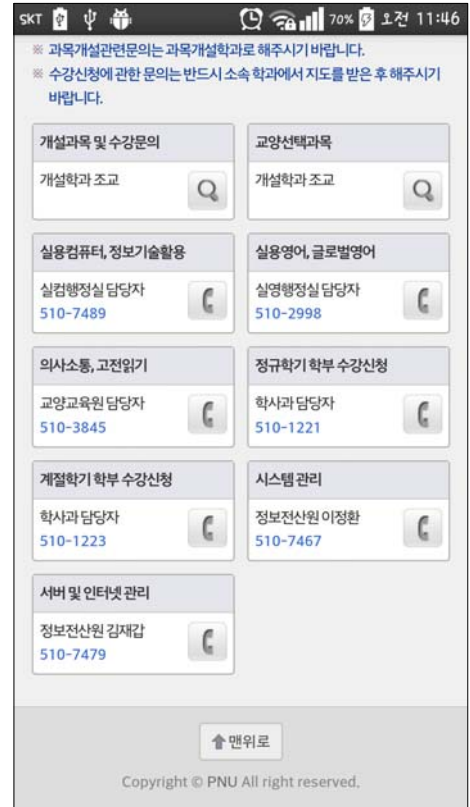 SKT 70% 오전 11:46
※ 과목개설관련문의는 과목개설학과로 해주시기 바랍니다.
※ 수강신청에 관한 문의는 반드시 소속 학과에서 지도를 받은 후 해주시기
바랍니다.
개설과목 및 수강문의
개설학과 조교
교양선택과목
개설학과 조교
실용컴퓨터, 정보기술활용
실컴행정실 담당자
510-7489
실용영어, 글로벌영어
실영행정실 담당자
510-2998
의사소통, 고전읽기
교양교육원 담당자
510-3845
정규학기 학부 수강신청
학사과 담당자
510-1221
계절학기 학부 수강신청
학사과 담당자
510-1223
시스템 관리
정보전산원 이정환
510-7467
서버 및 인터넷 관리
정보전산원 김재갑
510-7479
맨위로
Copyright © PNU All right reserved.